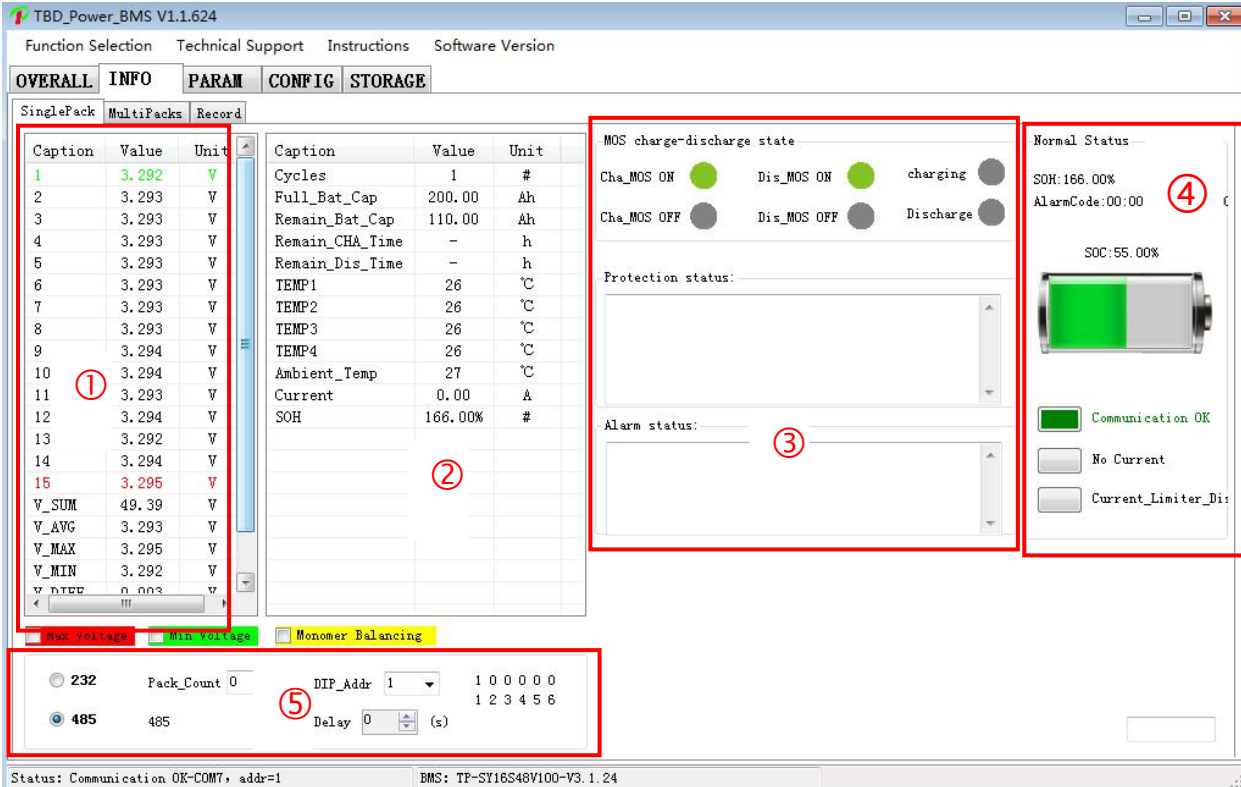 TBD_Power_BMS V1.1.624
Function Selection Technical Support Instructions Software Version
OVERALL INFO PARAM CONFIG STORAGE
SinglePack MultiPacks Record
Caption Value Unit
1 3.292 V
2 3.293 V
3 3.293 V
4 3.293 V
5 3.293 V
6 3.293 V
7 3.293 V
8 3.293 V
9 3.294 V
10 3.294 V
11 3.293 V
12 3.294 V
13 3.292 V
14 3.294 V
15 3.295 V
V_SUM 49.39 V
V_AVG 3.293 V
V_MAX 3.295 V
V_MIN 3.292 V
V_DIFF 0.003 V
①
Caption Value Unit
Cycles 1 #
Full_Bat_Cap 200.00 Ah
Remain_Bat_Cap 110.00 Ah
Remain_CHA_Time - h
Remain_Dis_Time - h
TEMP1 26 ℃
TEMP2 26 ℃
TEMP3 26 ℃
TEMP4 26 ℃
Ambient_Temp 27 ℃
Current 0.00 A
SOH 166.00% #
②
MOS charge-discharge state
Cha_MOS ON Dis_MOS ON charging
Cha_MOS OFF Dis_MOS OFF Discharge
Protection status:
Alarm status:
③
Normal Status
SOH:166.00%
AlarmCode:00:00
④
SOC:55.00%
Communication OK
No Current
Current_Limiter_Dis
Max Voltage Min Voltage Monomer Balancing
232 Pack_Count 0 DIP_Addr 1 1 0 0 0 0 0
1 2 3 4 5 6
⑤
485 485 Delay 0 (s)
Status: Communication OK-COM7, addr=1 BMS: TP-SY16S48V100-V3.1.24